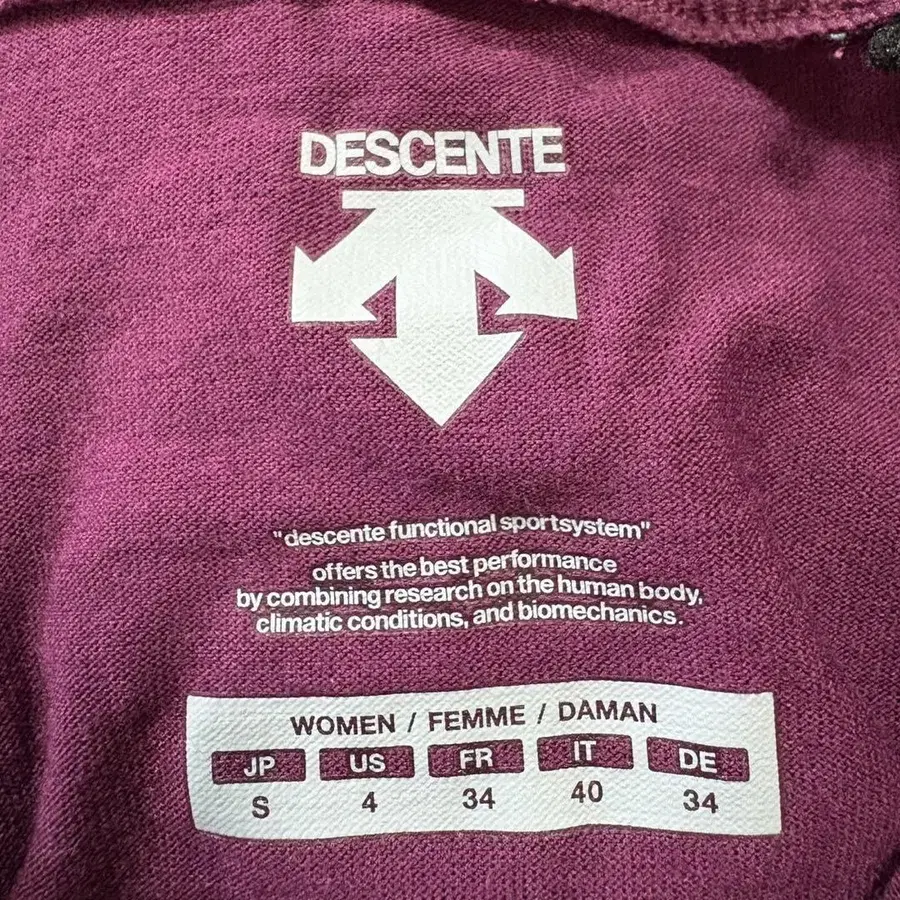 DESCENTE
"descente functional sportsystem"
offers the best performance
by combining research on the human body,
climatic conditions, and biomechanics.
WOMEN / FEMME / DAMAN
JP US FR IT DE
S 4 34 40 34